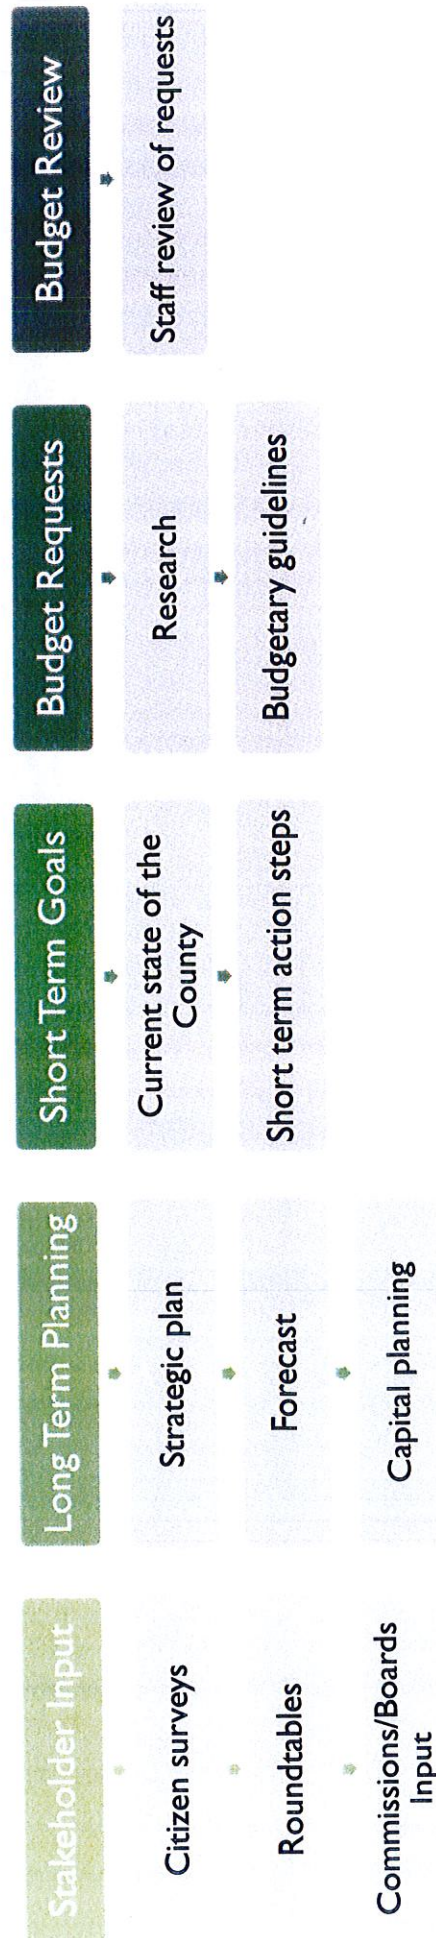 Stakeholder Input
Citizen surveys
Roundtables
Commissions/Boards
Input
Long Term Planning
Strategic plan
Forecast
Capital planning
Short Term Goals
Current state of the
County
Short term action steps
Budget Requests
Research
Budgetary guidelines
Budget Review
Staff review of requests